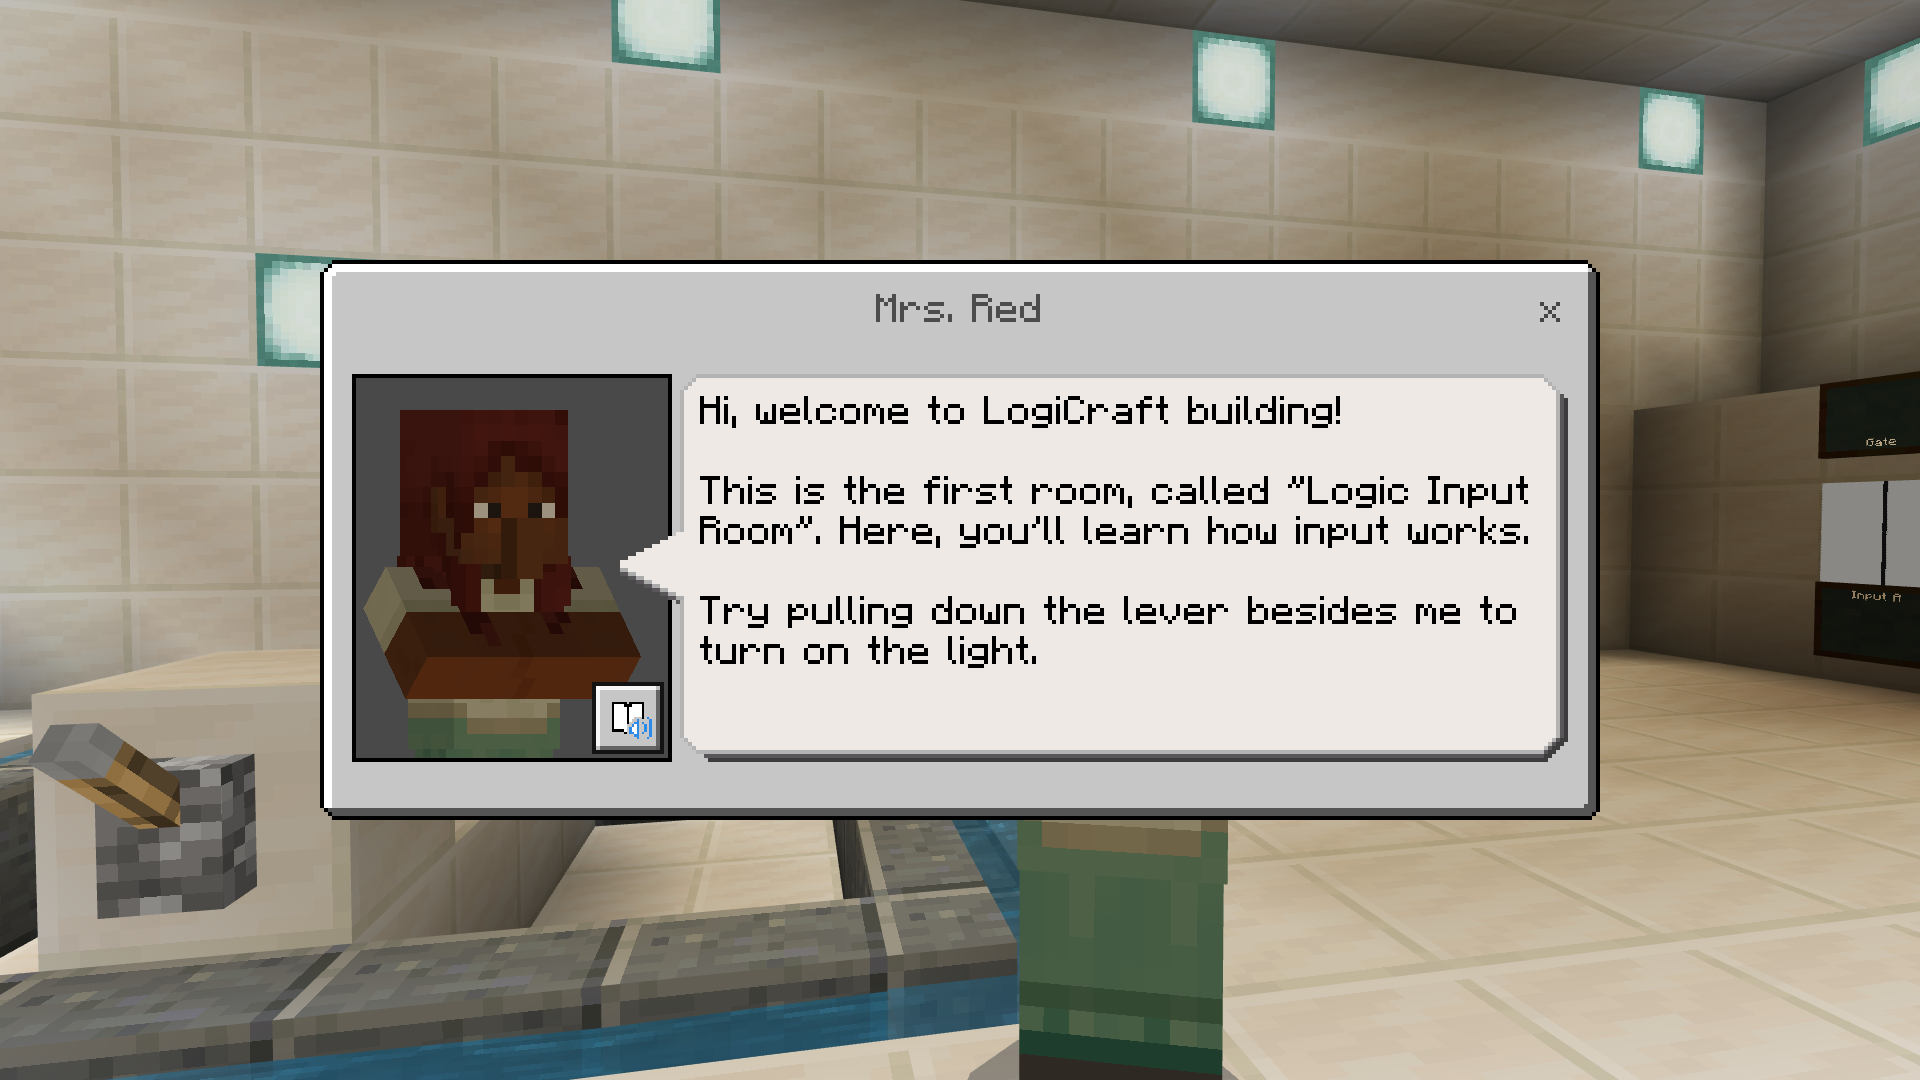 Mrs. Red
Hi, welcome to LogiCraft building!
This is the first room, called "Logic Input
Room". Here, you'll learn how input works.
Try pulling down the lever besides me to
turn on the light.
Gate
Input A